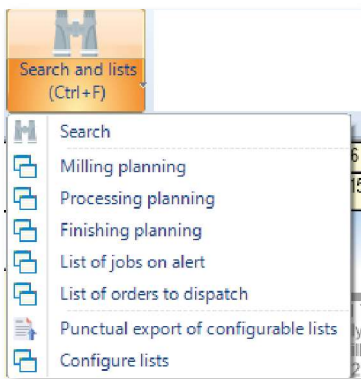 Search and lists
(Ctrl+F)
Search
Milling planning
Processing planning
Finishing planning
List of jobs on alert
List of orders to dispatch
Punctual export of configurable lists
Configure lists